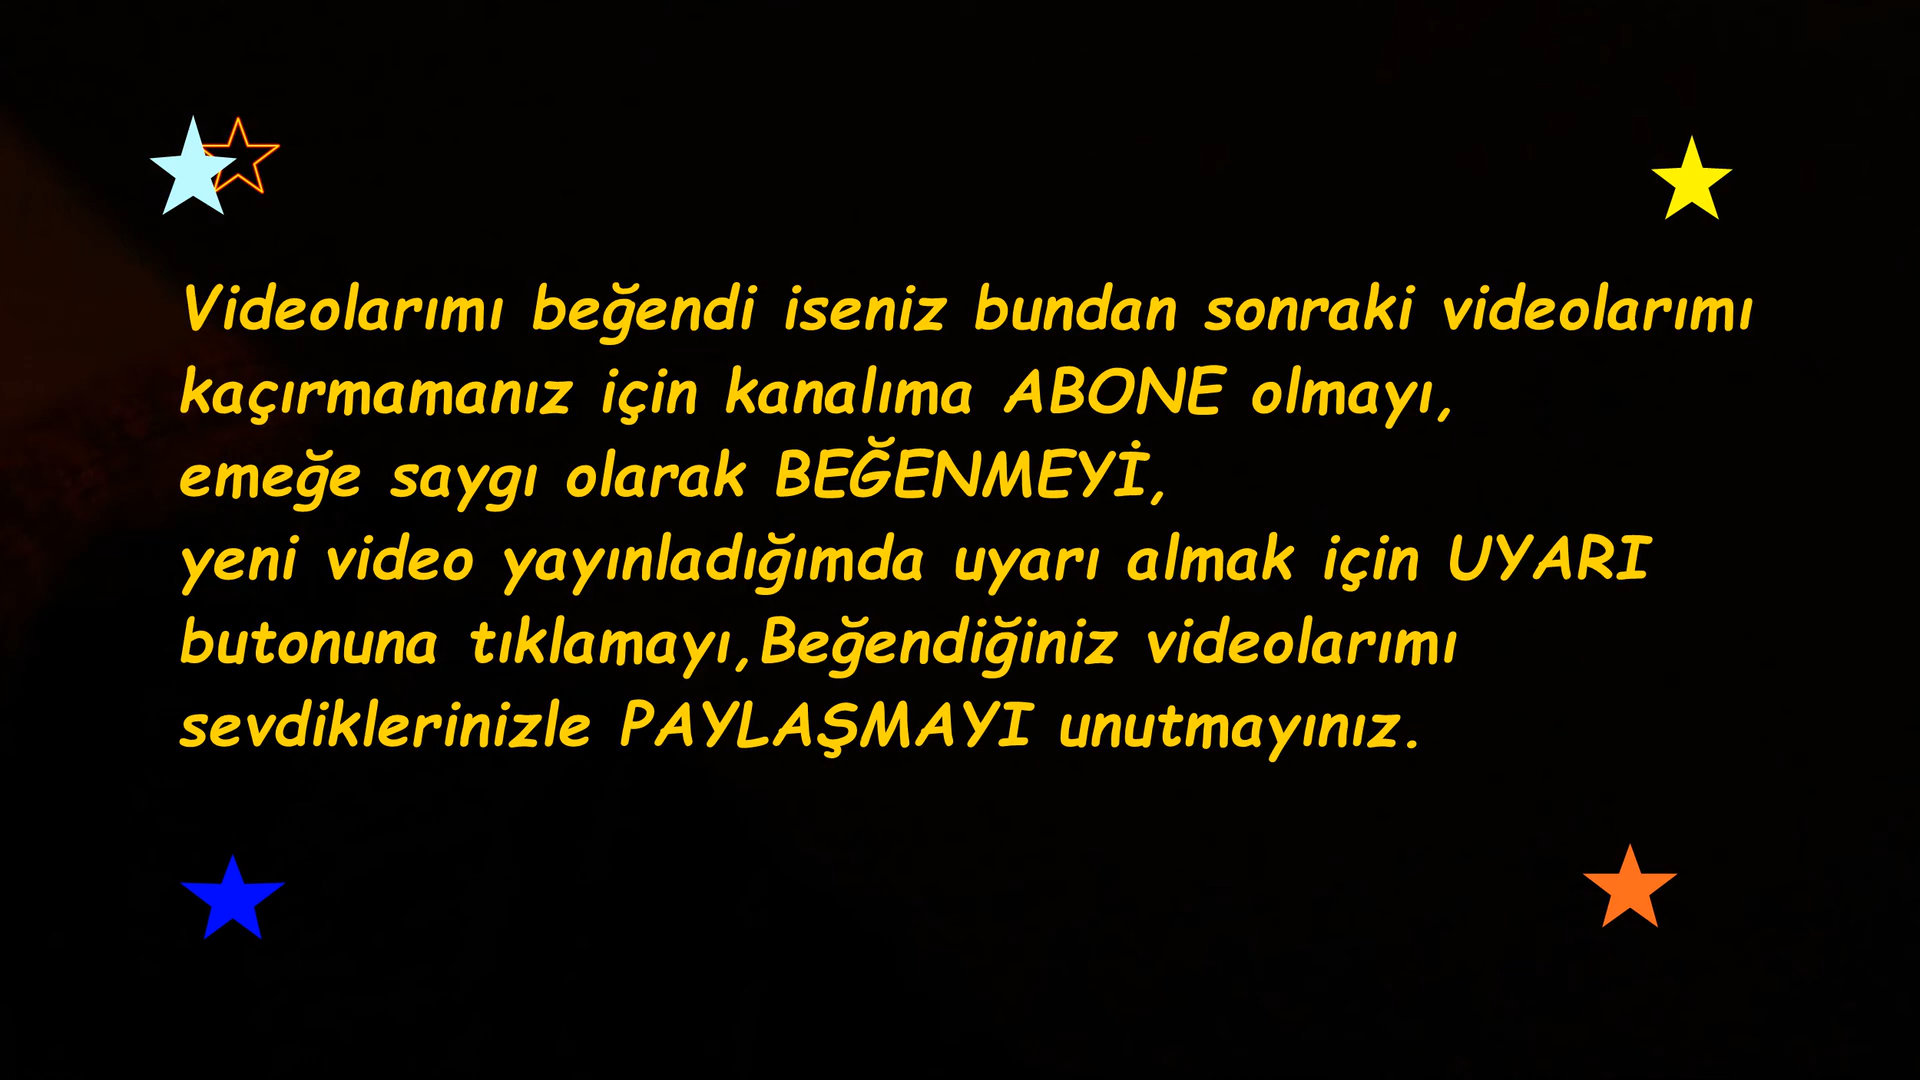 Videolarımı beğendi iseniz bundan sonraki videolarımı
kaçırmamanız için kanalıma ABONE olmayı,
emeğe saygı olarak BEĞENMEYİ,
yeni video yayınladığımda uyarı almak için UYARI
butonuna tıklamayı,Beğendiğiniz videolarımı
sevdiklerinizle PAYLAŞMAYI unutmayınız.